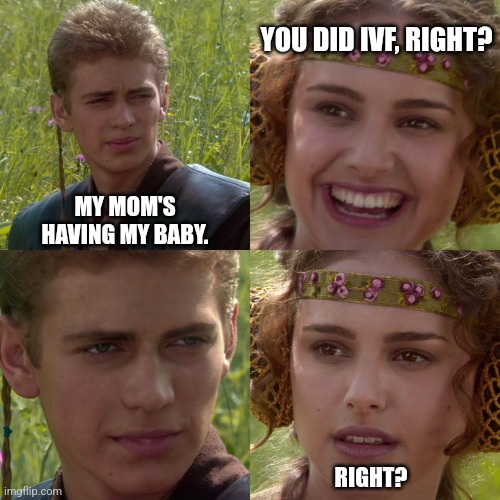 YOU DID IVF, RIGHT?
MY MOM'S
HAVING MY BABY.
RIGHT?
imgflip.com